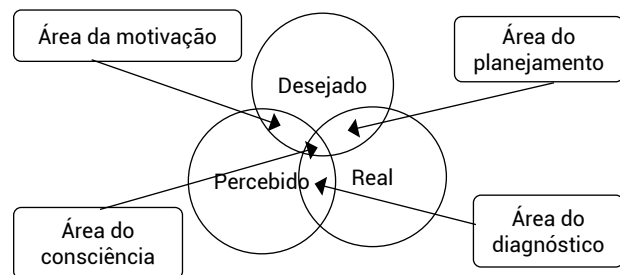 Área da motivação
Desejado
Área do
planejamento
Percebido
Real
Área do
consciência
Área do
diagnóstico